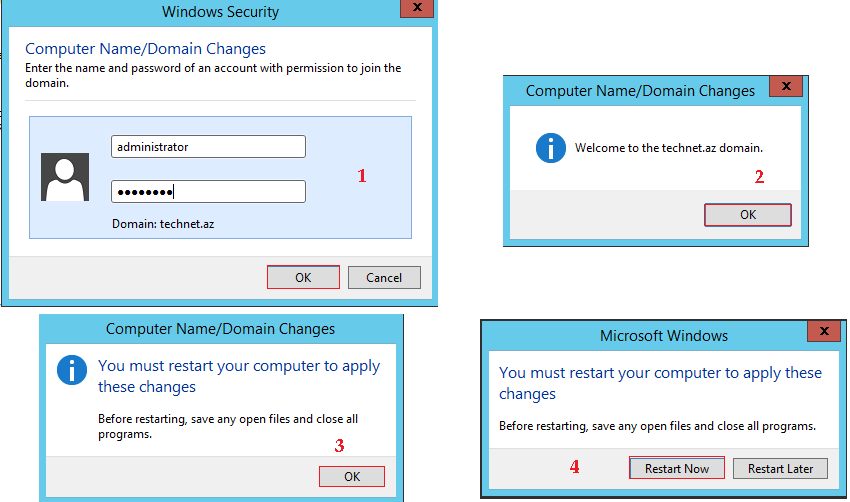 Windows Security
x
Computer Name/Domain Changes
Enter the name and password of an account with permission to join the
domain.
administrator
●●●●●●●●
1
Domain: technet.az
OK
Cancel
Computer Name/Domain Changes
x
Welcome to the technet.az domain.
2
OK
Computer Name/Domain Changes
You must restart your computer to apply
these changes
Before restarting, save any open files and close all
programs.
3
OK
Microsoft Windows
x
You must restart your computer to apply these
changes
Before restarting, save any open files and close all programs.
4
Restart Now
Restart Later